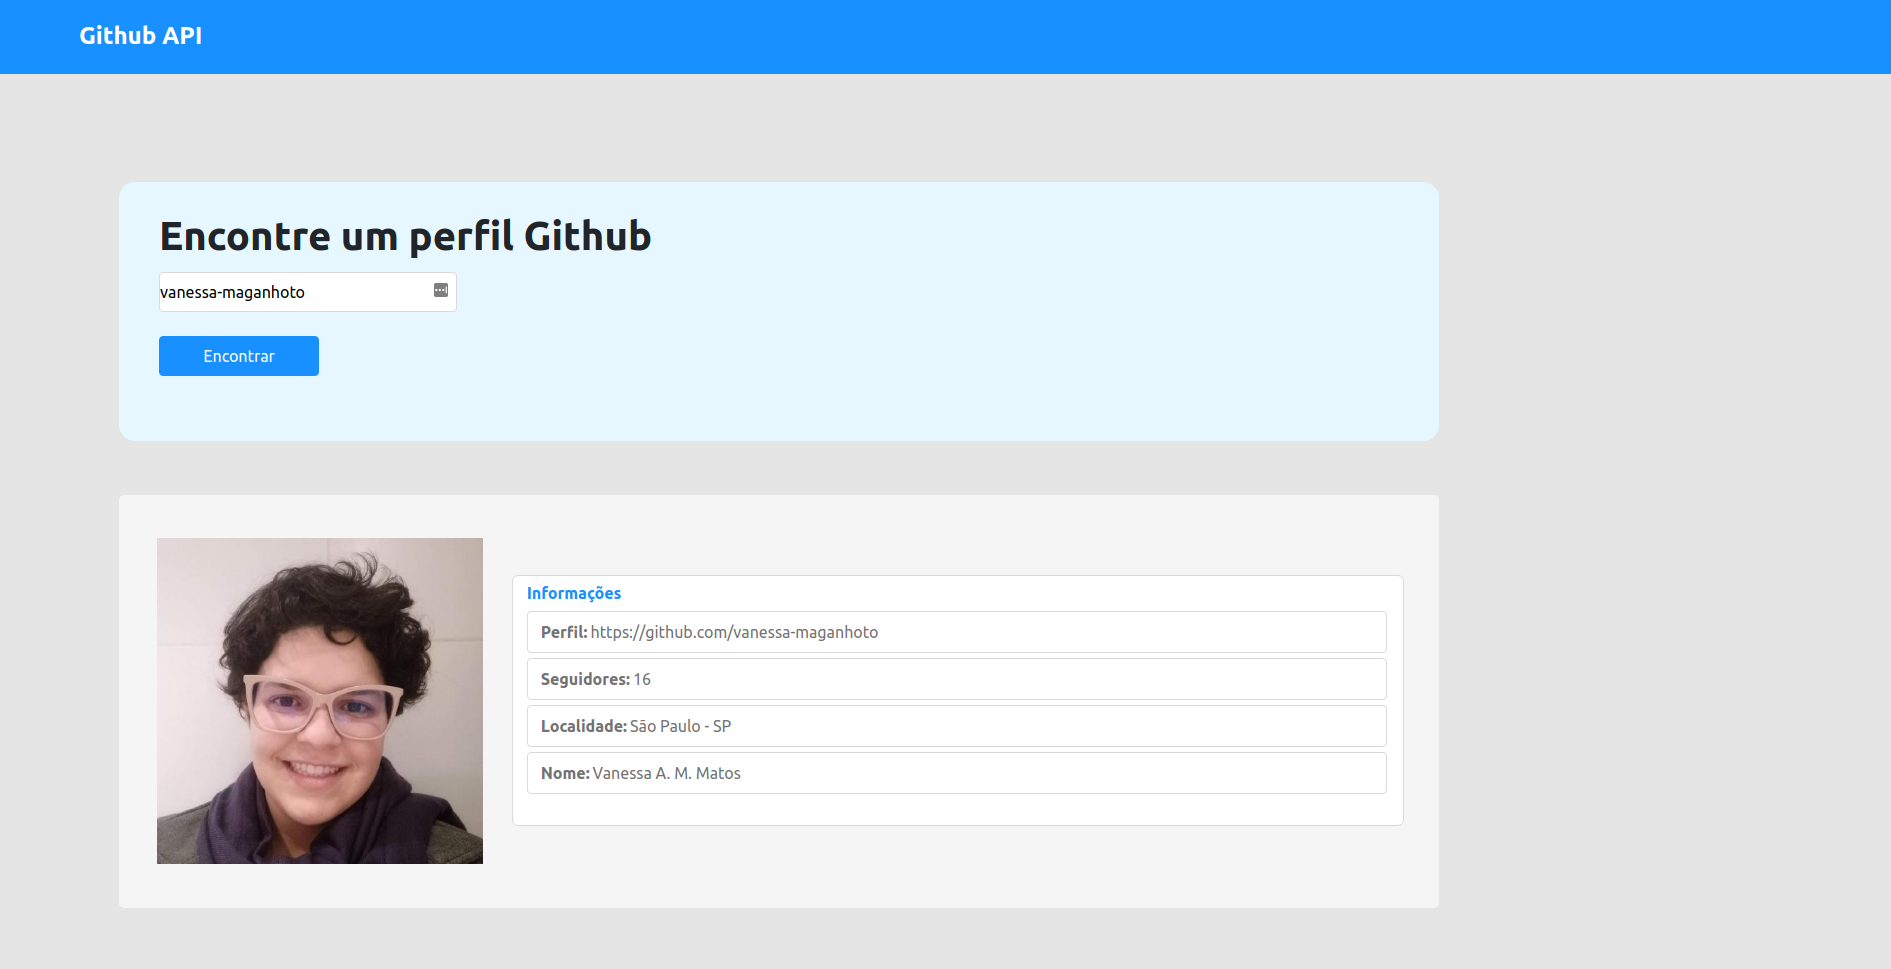 Github API
Encontre um perfil Github
vanessa-maganhoto
Encontrar
Informações
Perfil: https://github.com/vanessa-maganhoto
Seguidores: 16
Localidade: São Paulo - SP
Nome: Vanessa A. M. Matos